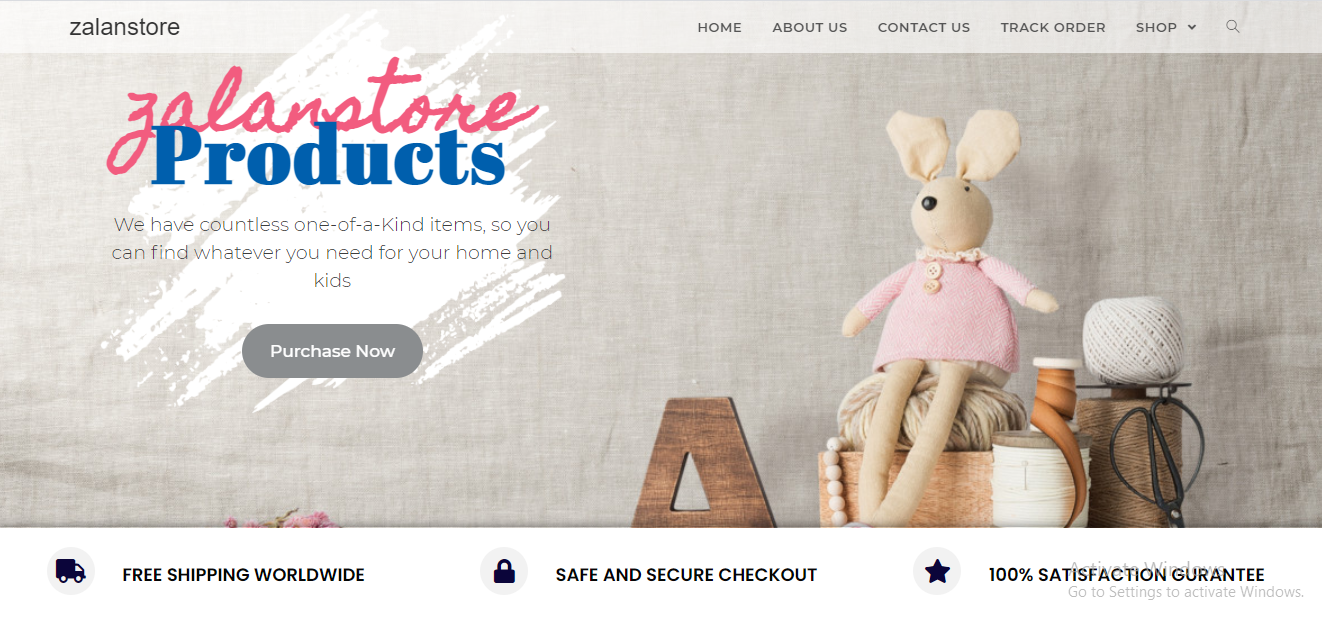 zalanstore
HOME ABOUT US CONTACT US TRACK ORDER SHOP
zalanstore
Products
We have countless one-of-a-Kind items, so you
can find whatever you need for your home and
kids
Purchase Now
A
FREE SHIPPING WORLDWIDE
SAFE AND SECURE CHECKOUT
100% SATISFACTION GURANTEE
Activate Windows
Go to Settings to activate Windows.